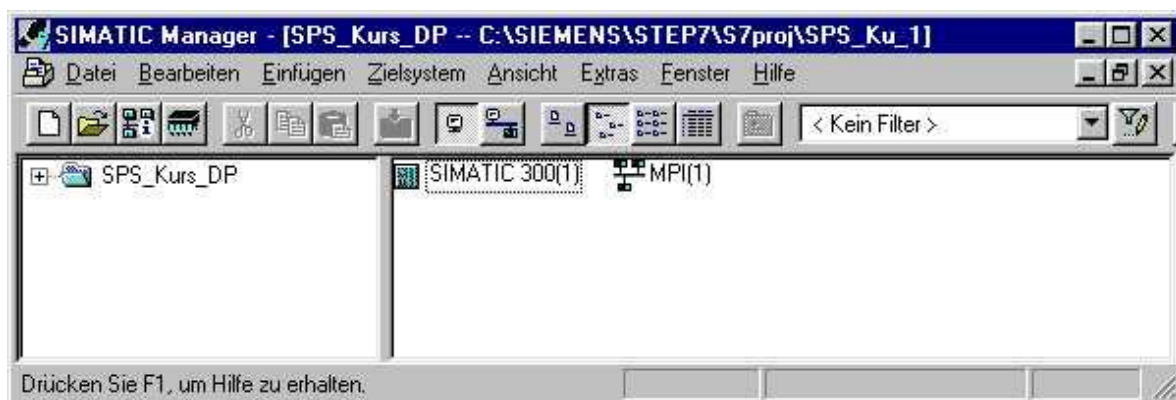 SIMATIC Manager - [SPS_Kurs_DP -- C:\SIEMENS\STEP7\S7proj\SPS_Ku_1]
Datei Bearbeiten Einfügen Zielsystem Ansicht Extras Fenster Hilfe
< Kein Filter >
SPS_Kurs_DP
SIMATIC 300(1) MPI(1)
Drücken Sie F1, um Hilfe zu erhalten.